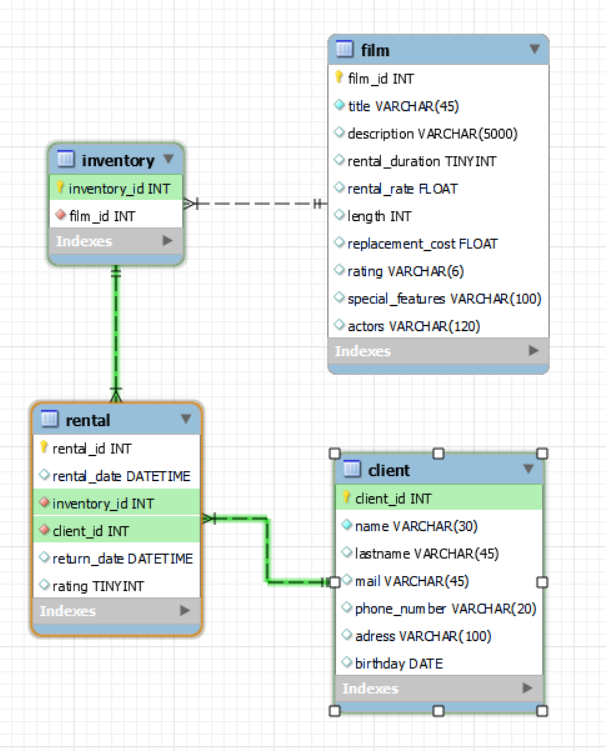 film
film_id INT
title VARCHAR(45)
description VARCHAR(5000)
rental_duration TINYINT
rental_rate FLOAT
length INT
replacement_cost FLOAT
rating VARCHAR(6)
special_features VARCHAR(100)
actors VARCHAR(120)
Indexes
inventory
inventory_id INT
film_id INT
Indexes
rental
rental_id INT
rental_date DATETIME
inventory_id INT
client_id INT
return_date DATETIME
rating TINYINT
Indexes
client
client_id INT
name VARCHAR(30)
lastname VARCHAR(45)
mail VARCHAR(45)
phone_number VARCHAR(20)
adress VARCHAR(100)
birthday DATE
Indexes